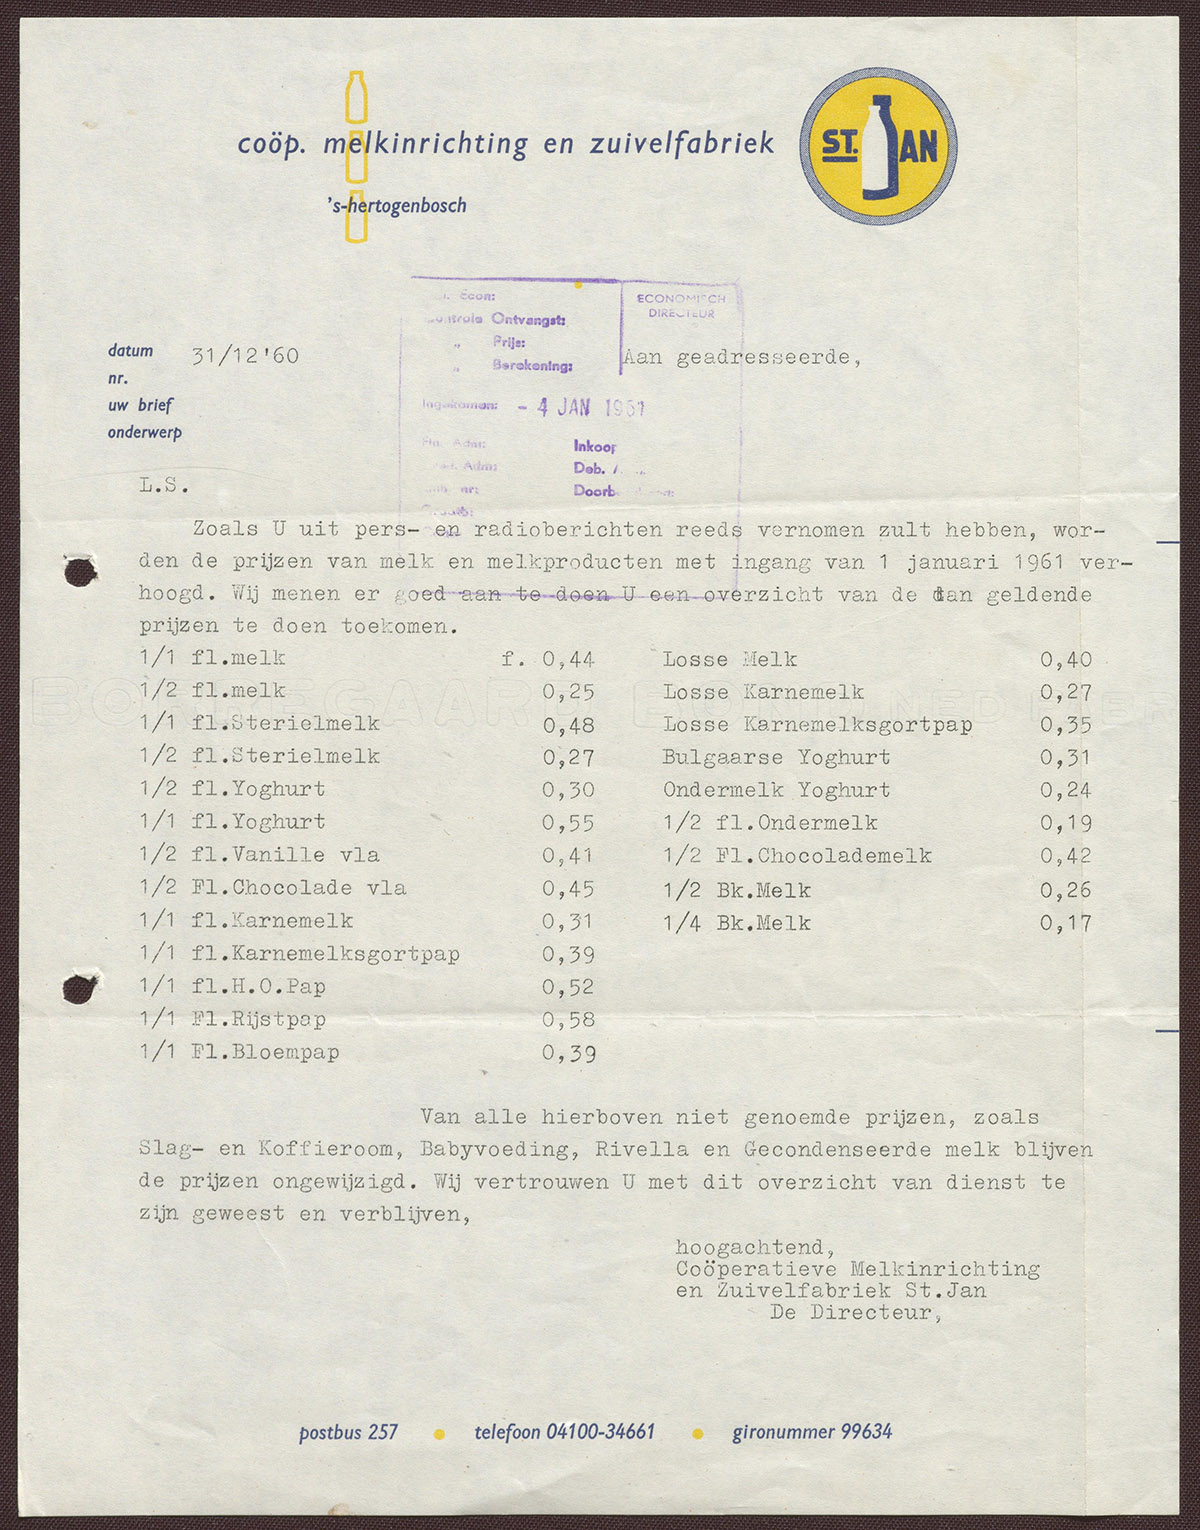 coöp. melkinrichting en zuivelfabriek
's-hertogenbosch
ST. JAN
Econ:
Controle Ontvangst:
„ Prijs:
„ Berekening:
ECONOMISCH
DIRECTEUR
Ingekomen: - 4 JAN 1961
Adm: Inkoop
Adm: Deb.
nr: Doorb
datum 31/12'60
Aan geadresseerde,
nr.
uw brief
onderwerp
L.S.
Zoals U uit pers- en radioberichten reeds vernomen zult hebben, wor-
den de prijzen van melk en melkproducten met ingang van 1 januari 1961 ver-
hoogd. Wij menen er goed aan te doen U een overzicht van de dan geldende
prijzen te doen toekomen.
1/1 fl.melk f. 0,44 Losse Melk 0,40
1/2 fl.melk 0,25 Losse Karnemelk 0,27
1/1 fl.Sterielmelk 0,48 Losse Karnemelksgortpap 0,35
1/2 fl.Sterielmelk 0,27 Bulgaarse Yoghurt 0,31
1/2 fl.Yoghurt 0,30 Ondermelk Yoghurt 0,24
1/1 fl.Yoghurt 0,55 1/2 fl.Ondermelk 0,19
1/2 fl.Vanille vla 0,41 1/2 Fl.Chocolademelk 0,42
1/2 Fl.Chocolade vla 0,45 1/2 Bk.Melk 0,26
1/1 fl.Karnemelk 0,31 1/4 Bk.Melk 0,17
1/1 fl.Karnemelksgortpap 0,39
1/1 fl.H.O.Pap 0,52
1/1 Fl.Rijstpap 0,58
1/1 Fl.Bloempap 0,39
Van alle hierboven niet genoemde prijzen, zoals
Slag- en Koffieroom, Babyvoeding, Rivella en Gecondenseerde melk blijven
de prijzen ongewijzigd. Wij vertrouwen U met dit overzicht van dienst te
zijn geweest en verblijven,
hoogachtend,
Coöperatieve Melkinrichting
en Zuivelfabriek St.Jan
De Directeur,
postbus 257 • telefoon 04100-34661 • gironummer 99634